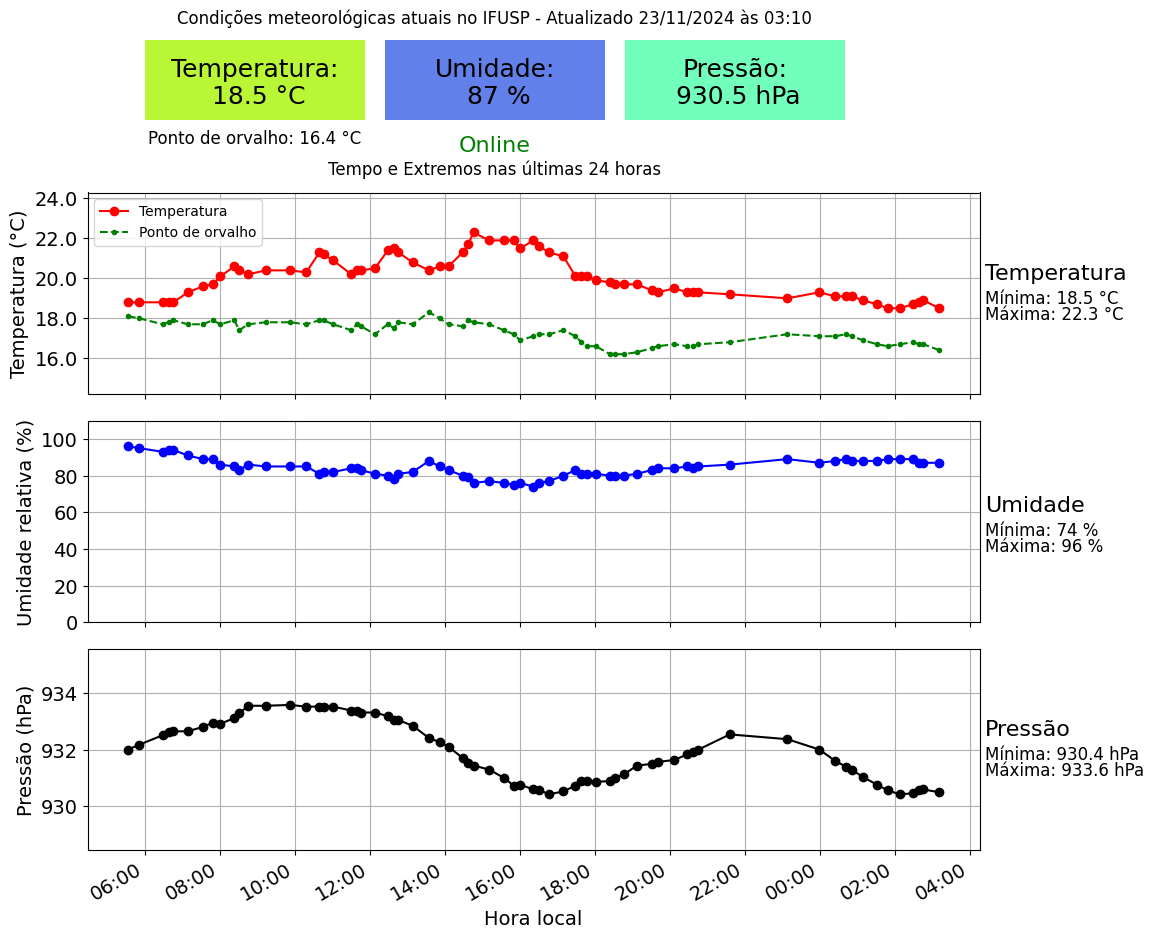 Condições meteorológicas atuais no IFUSP - Atualizado 23/11/2024 às 03:10
Temperatura:
18.5 °C
Umidade:
87 %
Pressão:
930.5 hPa
Ponto de orvalho: 16.4 °C
Online
Tempo e Extremos nas últimas 24 horas
Temperatura (°C)
24.0
22.0
20.0
18.0
16.0
Temperatura
Ponto de orvalho
Temperatura
Mínima: 18.5 °C
Máxima: 22.3 °C
Umidade relativa (%)
100
80
60
40
20
0
Umidade
Mínima: 74 %
Máxima: 96 %
Pressão (hPa)
934
932
930
Pressão
Mínima: 930.4 hPa
Máxima: 933.6 hPa
06:00 08:00 10:00 12:00 14:00 16:00 18:00 20:00 22:00 00:00 02:00 04:00
Hora local